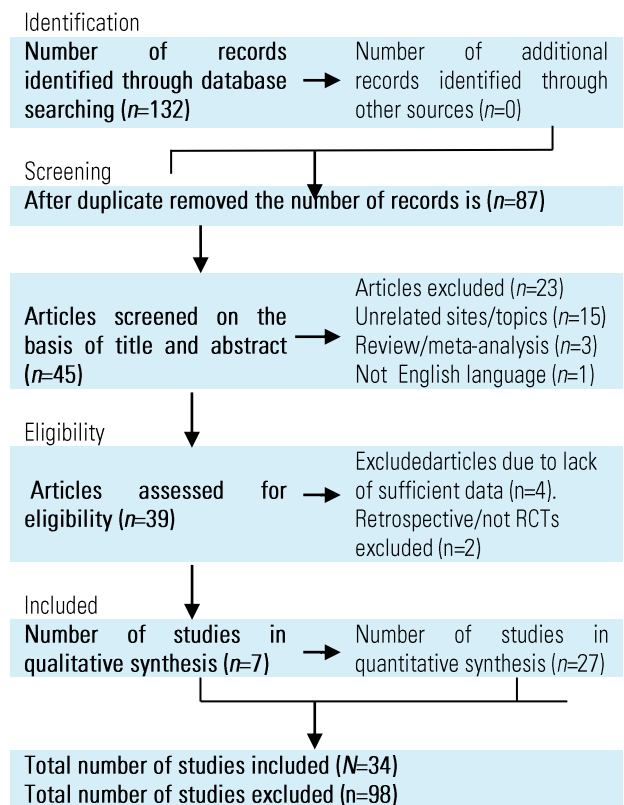 Identification
Number of records
identified through database
searching (n=132)
Number of additional
records identified through
other sources (n=0)
Screening
After duplicate removed the number of records is (n=87)
Articles screened on the
basis of title and abstract
(n=45)
Articles excluded (n=23)
Unrelated sites/topics (n=15)
Review/meta-analysis (n=3)
Not English language (n=1)
Eligibility
Articles assessed for
eligibility (n=39)
Excludedarticles due to lack
of sufficient data (n=4).
Retrospective/not RCTs
excluded (n=2)
Included
Number of studies in
qualitative synthesis (n=7)
Number of studies in
quantitative synthesis (n=27)
Total number of studies included (N=34)
Total number of studies excluded (n=98)